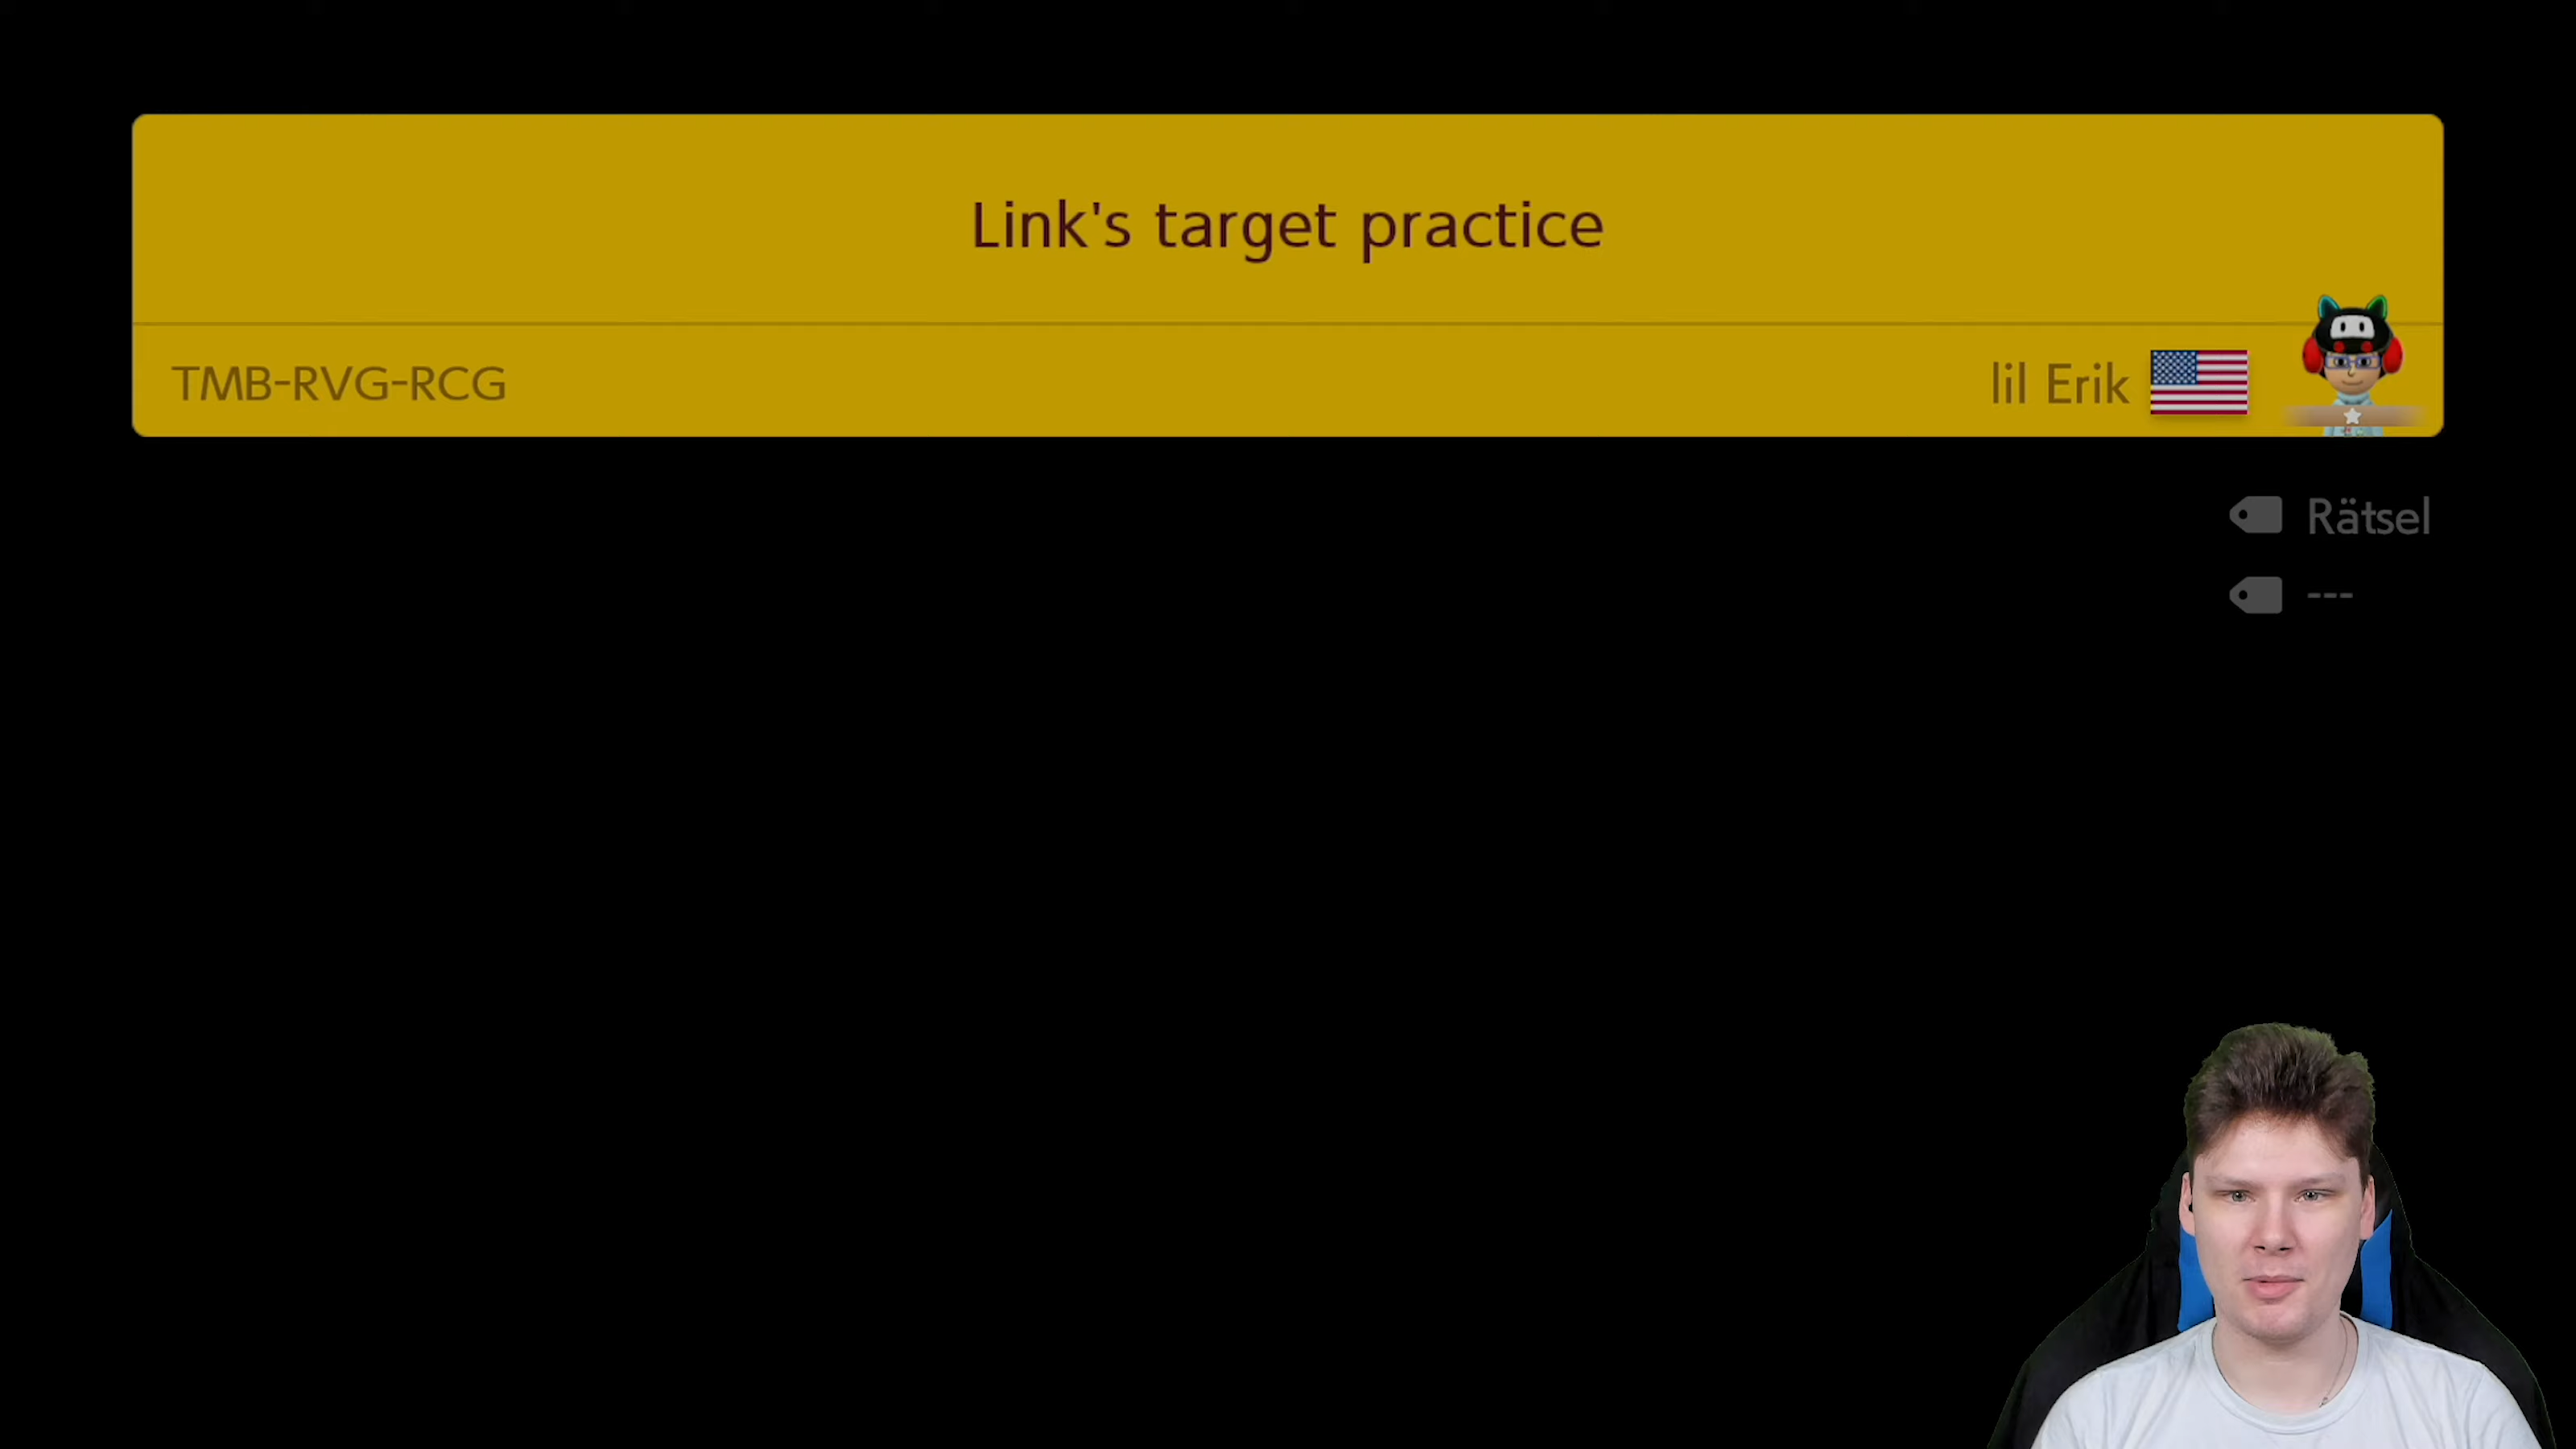 Link's target practice
TMB-RVG-RCG
lil Erik
Rätsel
---